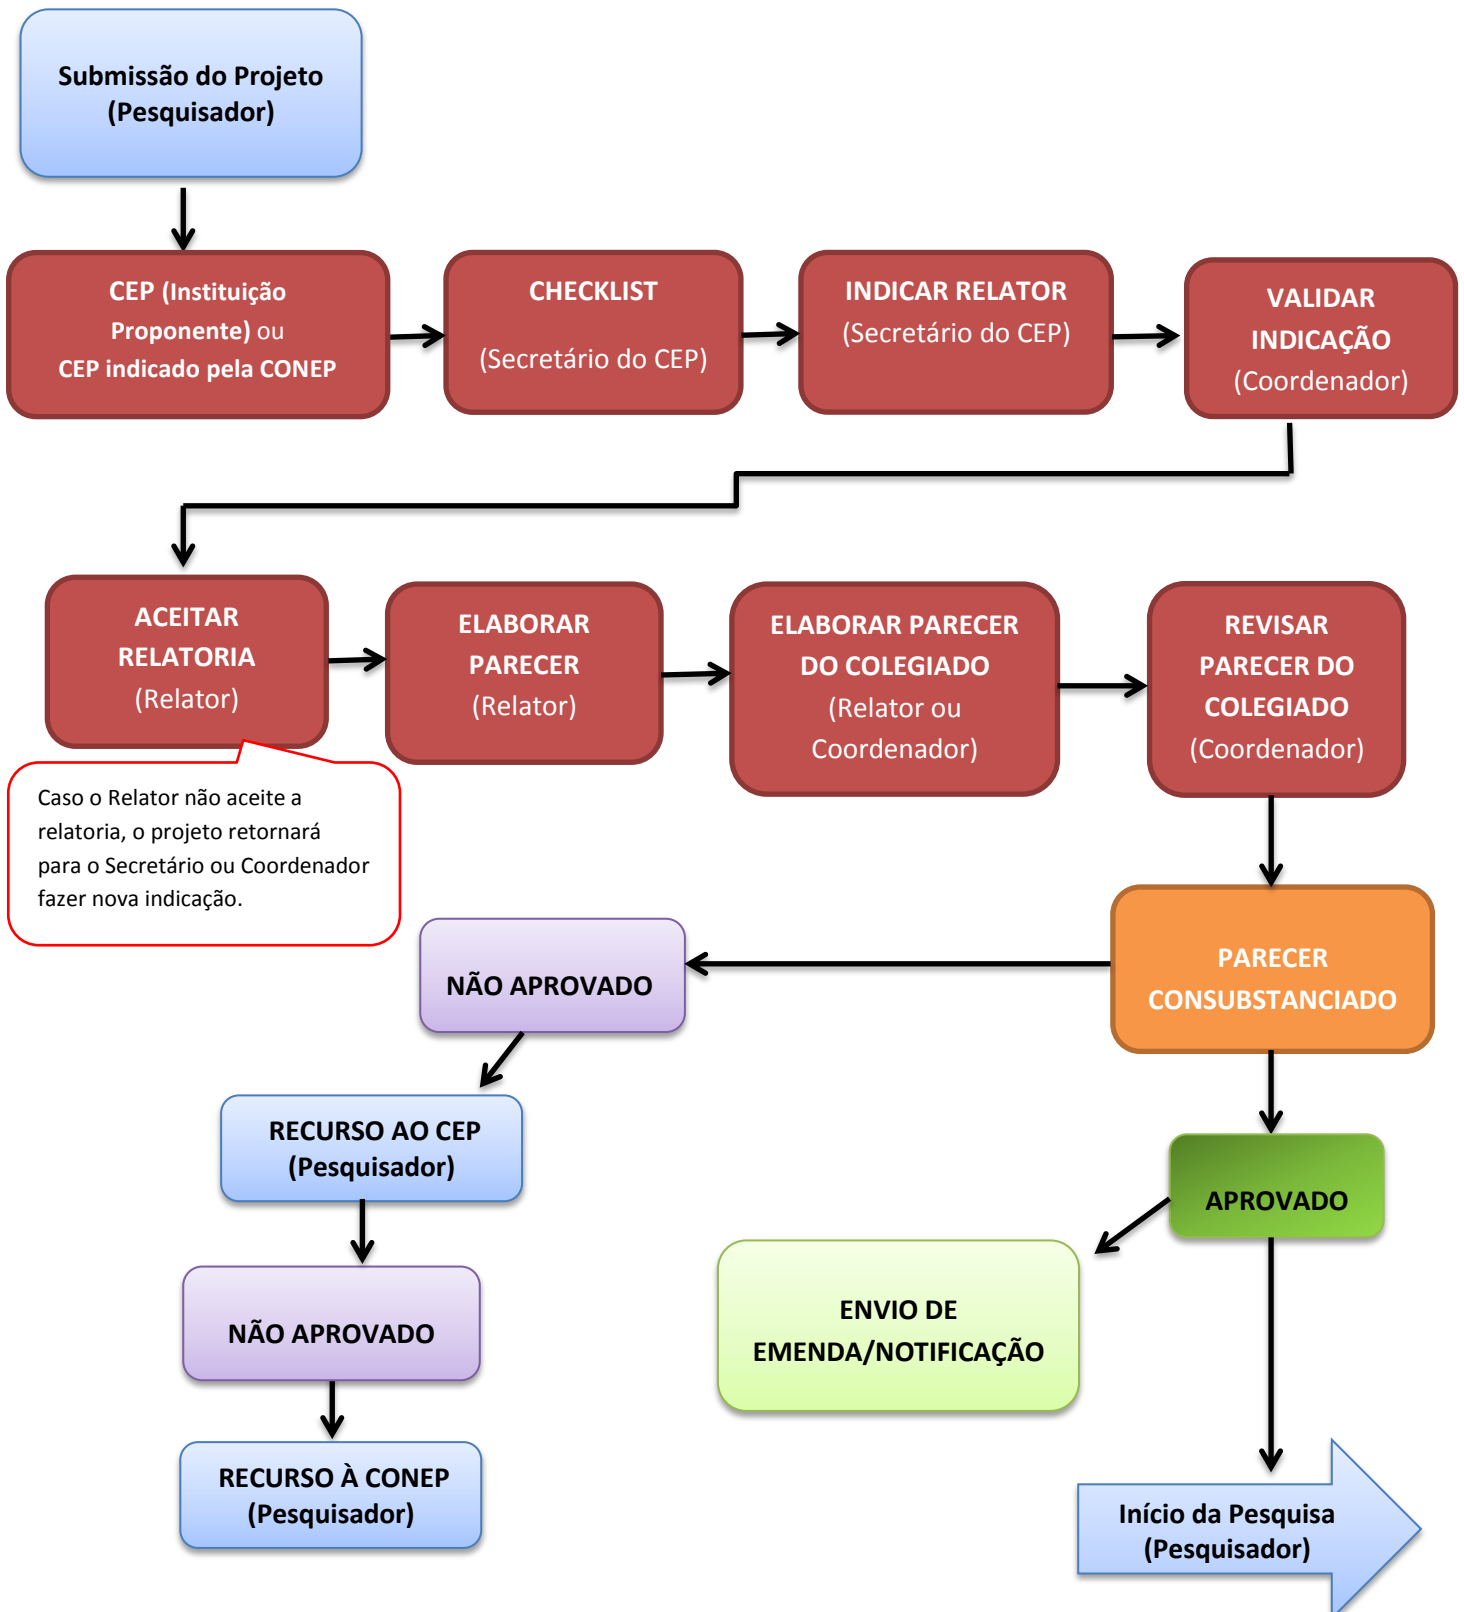 Submissão do Projeto
(Pesquisador)
CEP (Instituição
Proponente) ou
CEP indicado pela CONEP
CHECKLIST
(Secretário do CEP)
INDICAR RELATOR
(Secretário do CEP)
VALIDAR
INDICAÇÃO
(Coordenador)
ACEITAR
RELATORIA
(Relator)
ELABORAR
PARECER
(Relator)
ELABORAR PARECER
DO COLEGIADO
(Relator ou
Coordenador)
REVISAR
PARECER DO
COLEGIADO
(Coordenador)
Caso o Relator não aceite a
relatoria, o projeto retornará
para o Secretário ou Coordenador
fazer nova indicação.
PARECER
CONSUBSTANCIADO
NÃO APROVADO
RECURSO AO CEP
(Pesquisador)
APROVADO
NÃO APROVADO
ENVIO DE
EMENDA/NOTIFICAÇÃO
RECURSO À CONEP
(Pesquisador)
Início da Pesquisa
(Pesquisador)